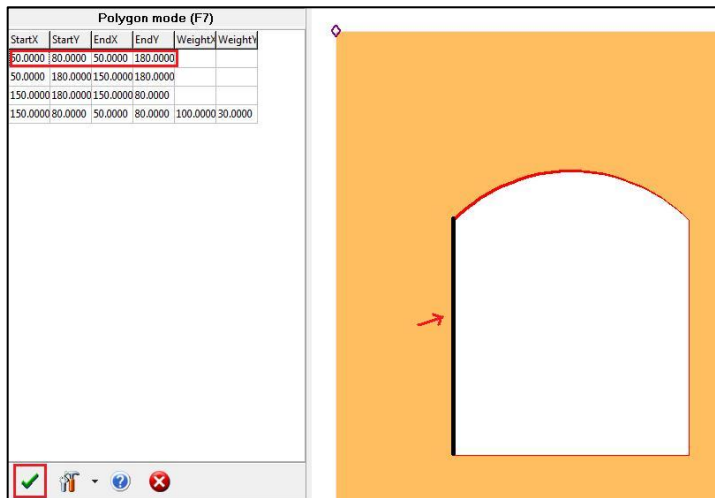 Polygon mode (F7)
StartX StartY EndX EndY WeightX WeightY
50.0000 80.0000 50.0000 180.0000
50.0000 180.0000 150.0000 180.0000
150.0000 180.0000 150.0000 80.0000
150.0000 80.0000 50.0000 80.0000 100.0000 30.0000